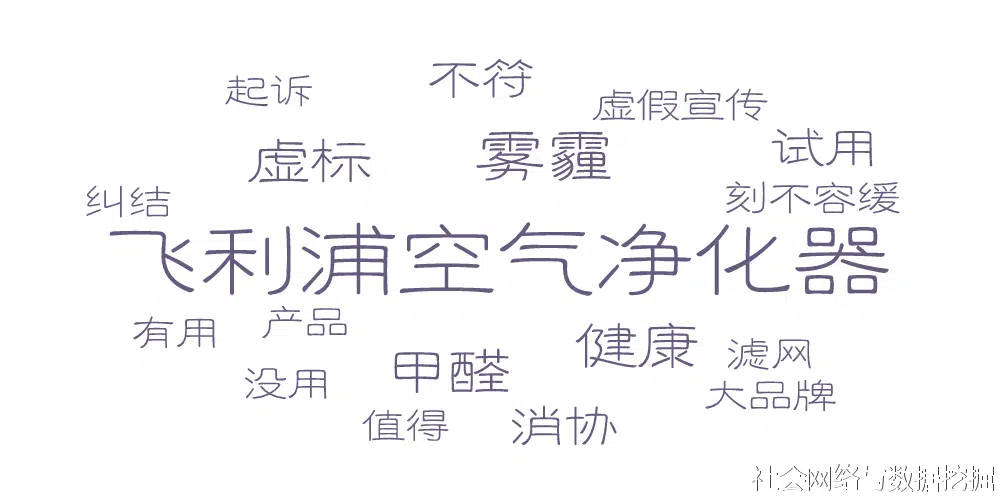 不符
起诉
虚假宣传
虚标
雾霾
试用
纠结
刻不容缓
飞利浦空气净化器
有用
产品
健康
滤网
甲醛
没用
大品牌
值得
消协
社会网络与数据挖掘